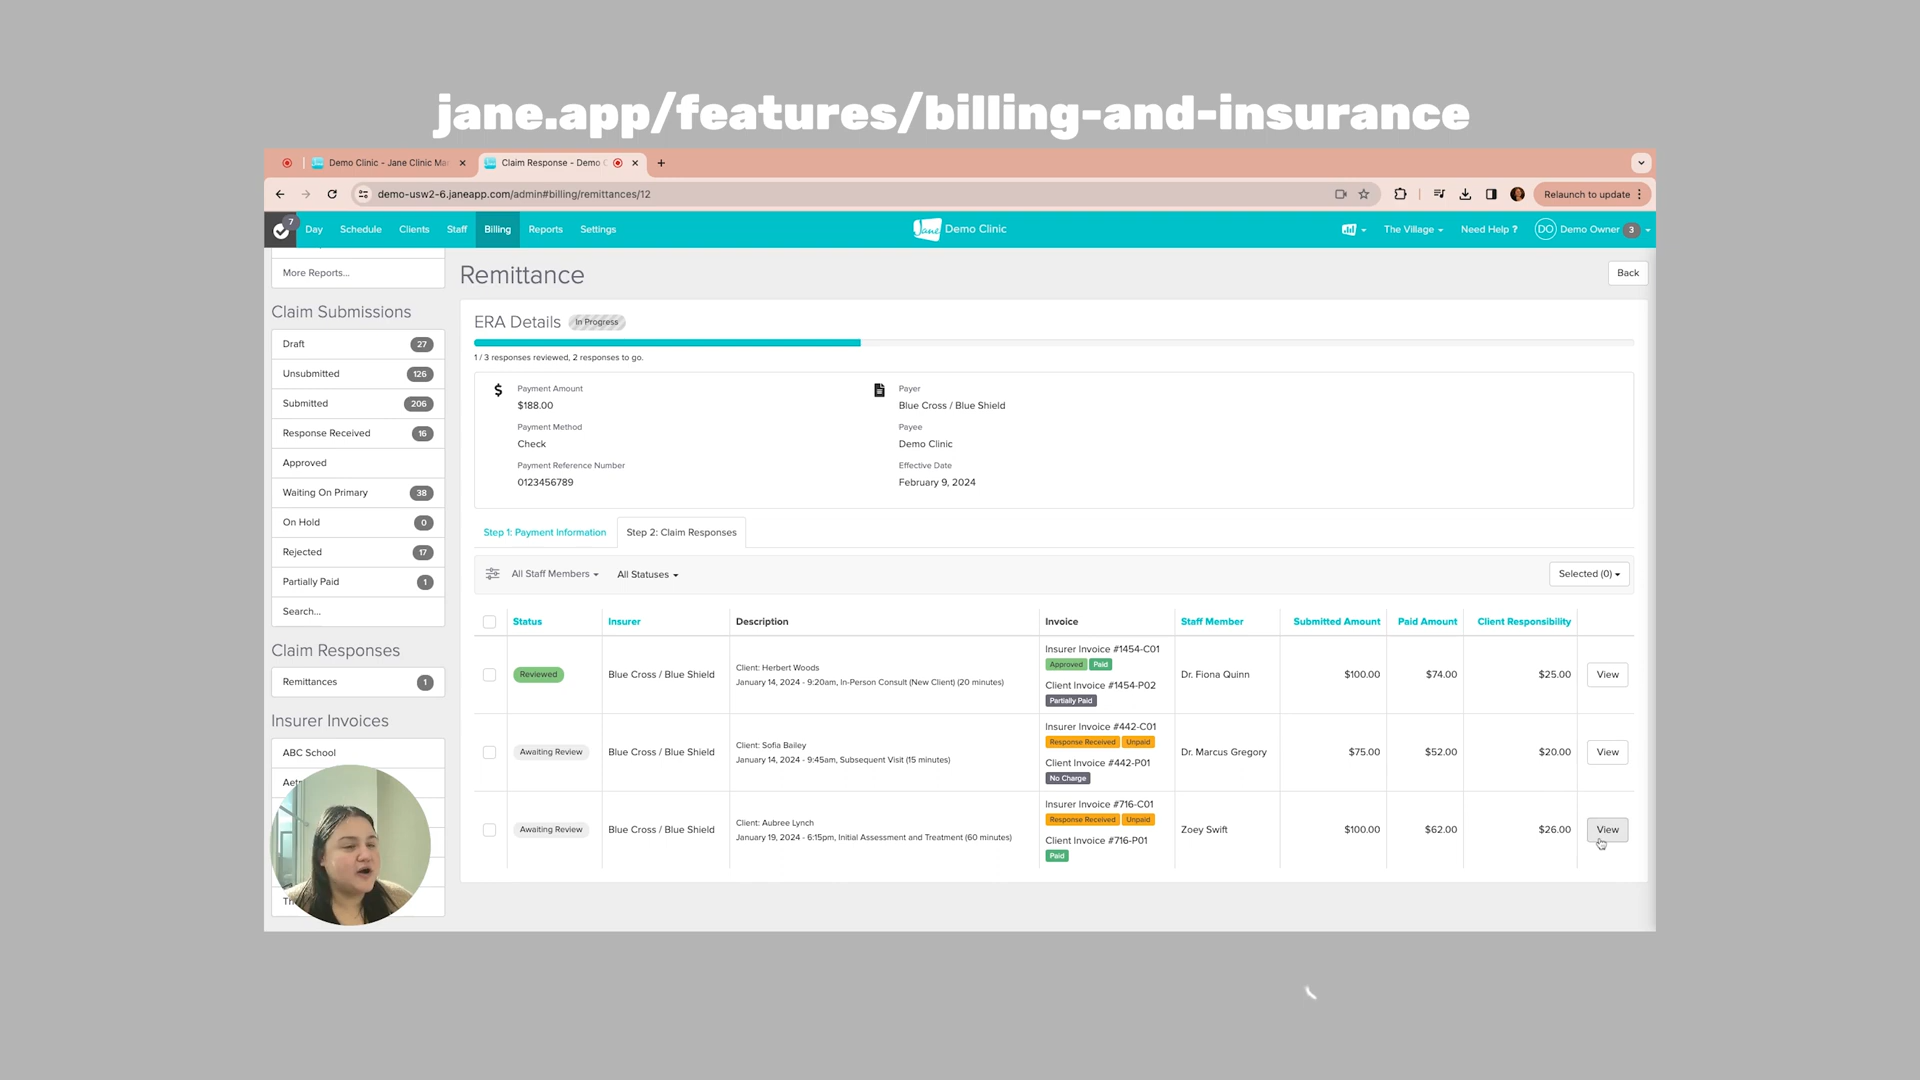 jane.app/features/billing-and-insurance
Demo Clinic - Jane Clinic Ma
Claim Response - Demo C
demo-usw2-6.janeapp.com/admin#billing/remittances/12
Relaunch to update
7
Day
Schedule
Clients
Staff
Billing
Reports
Settings
Jane
Demo Clinic
The Village
Need Help ?
DO
Demo Owner
3
More Reports...
Claim Submissions
Draft 27
Unsubmitted 126
Submitted 206
Response Received 16
Approved
Waiting On Primary 38
On Hold 0
Rejected 17
Partially Paid 1
Search...
Claim Responses
Remittances 1
Insurer Invoices
ABC School
Remittance
Back
ERA Details
In Progress
1 / 3 responses reviewed, 2 responses to go.
$
Payment Amount
$188.00
Payment Method
Check
Payment Reference Number
0123456789
Payer
Blue Cross / Blue Shield
Payee
Demo Clinic
Effective Date
February 9, 2024
Step 1: Payment Information
Step 2: Claim Responses
All Staff Members
All Statuses
Selected (0)
Status
Insurer
Description
Invoice
Staff Member
Submitted Amount
Paid Amount
Client Responsibility
Reviewed
Blue Cross / Blue Shield
Client: Herbert Woods
January 14, 2024 - 9:20am, In-Person Consult (New Client) (20 minutes)
Insurer Invoice #1454-C01
Approved
Paid
Client Invoice #1454-P02
Partially Paid
Dr. Fiona Quinn
$100.00
$74.00
$25.00
View
Awaiting Review
Blue Cross / Blue Shield
Client: Sofia Bailey
January 14, 2024 - 9:45am, Subsequent Visit (15 minutes)
Insurer Invoice #442-C01
Response Received
Unpaid
Client Invoice #442-P01
No Charge
Dr. Marcus Gregory
$75.00
$52.00
$20.00
View
Awaiting Review
Blue Cross / Blue Shield
Client: Aubree Lynch
January 19, 2024 - 6:15pm, Initial Assessment and Treatment (60 minutes)
Insurer Invoice #716-C01
Response Received
Unpaid
Client Invoice #716-P01
Paid
Zoey Swift
$100.00
$62.00
$26.00
View